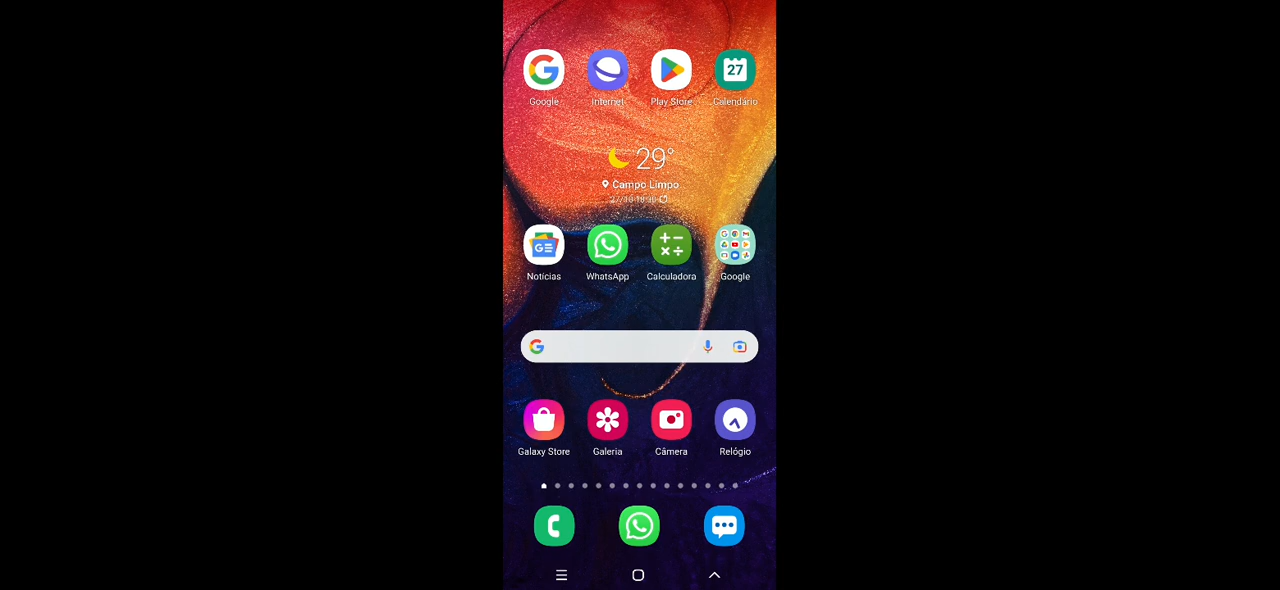 Google
Internet
Play Store
Calendário
27
29°
Campo Limpo
Notícias
WhatsApp
Calculadora
Google
Galaxy Store
Galeria
Câmera
Relógio